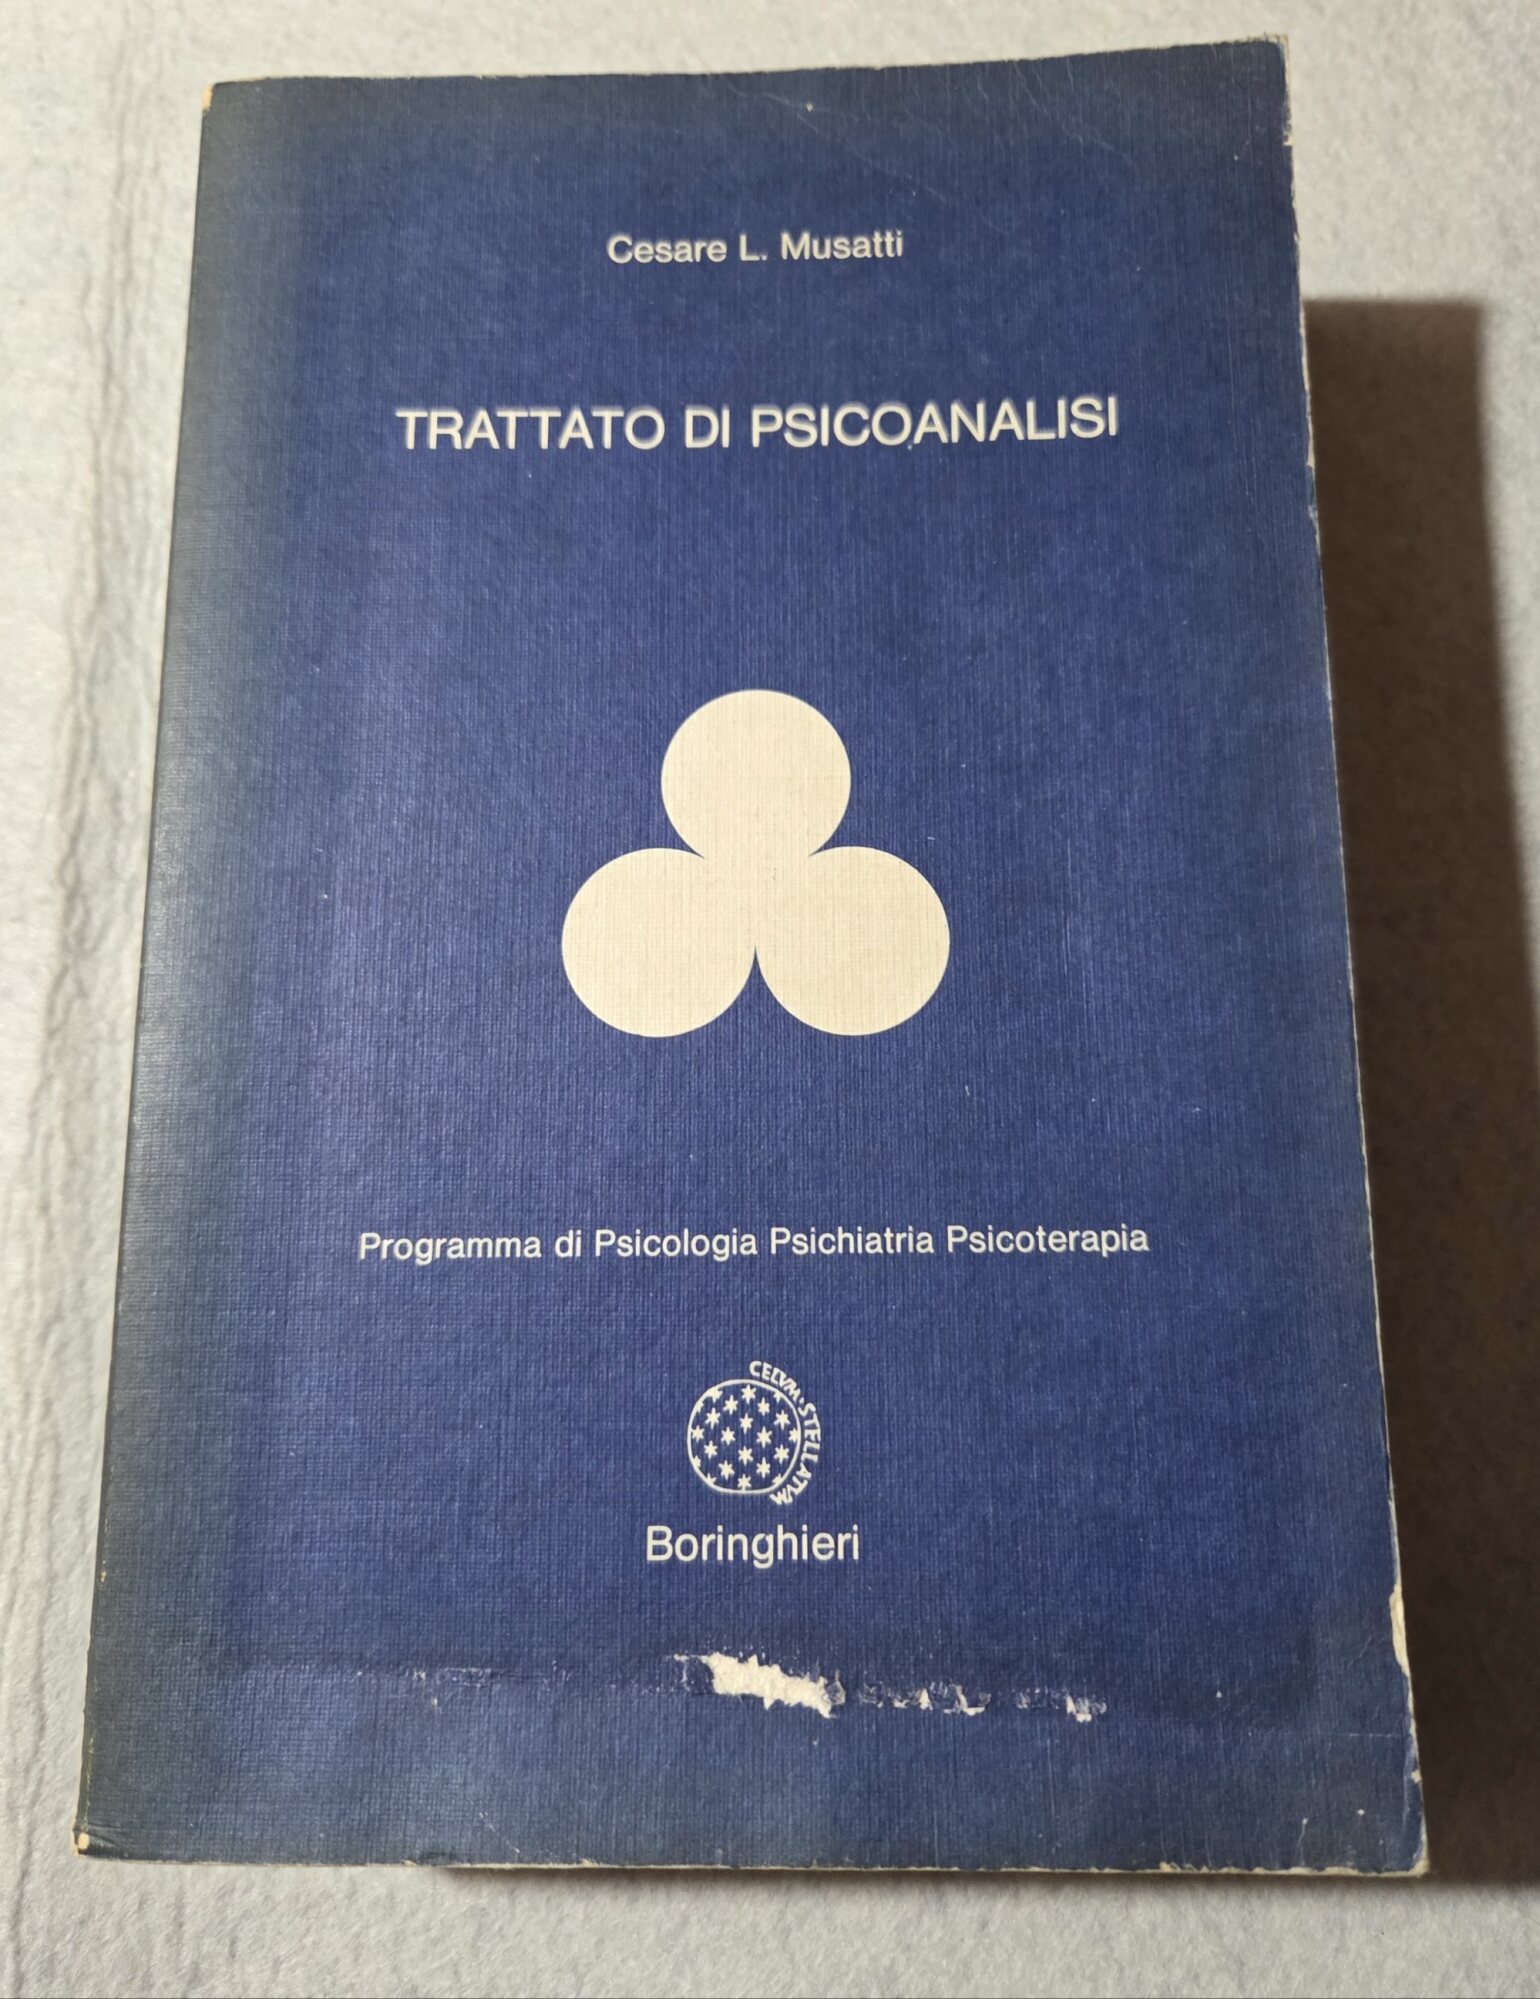 Cesare L. Musatti
TRATTATO DI PSICOANALISI
Programma di Psicologia Psichiatria Psicoterapia
CELVM·STELLATVM
Boringhieri